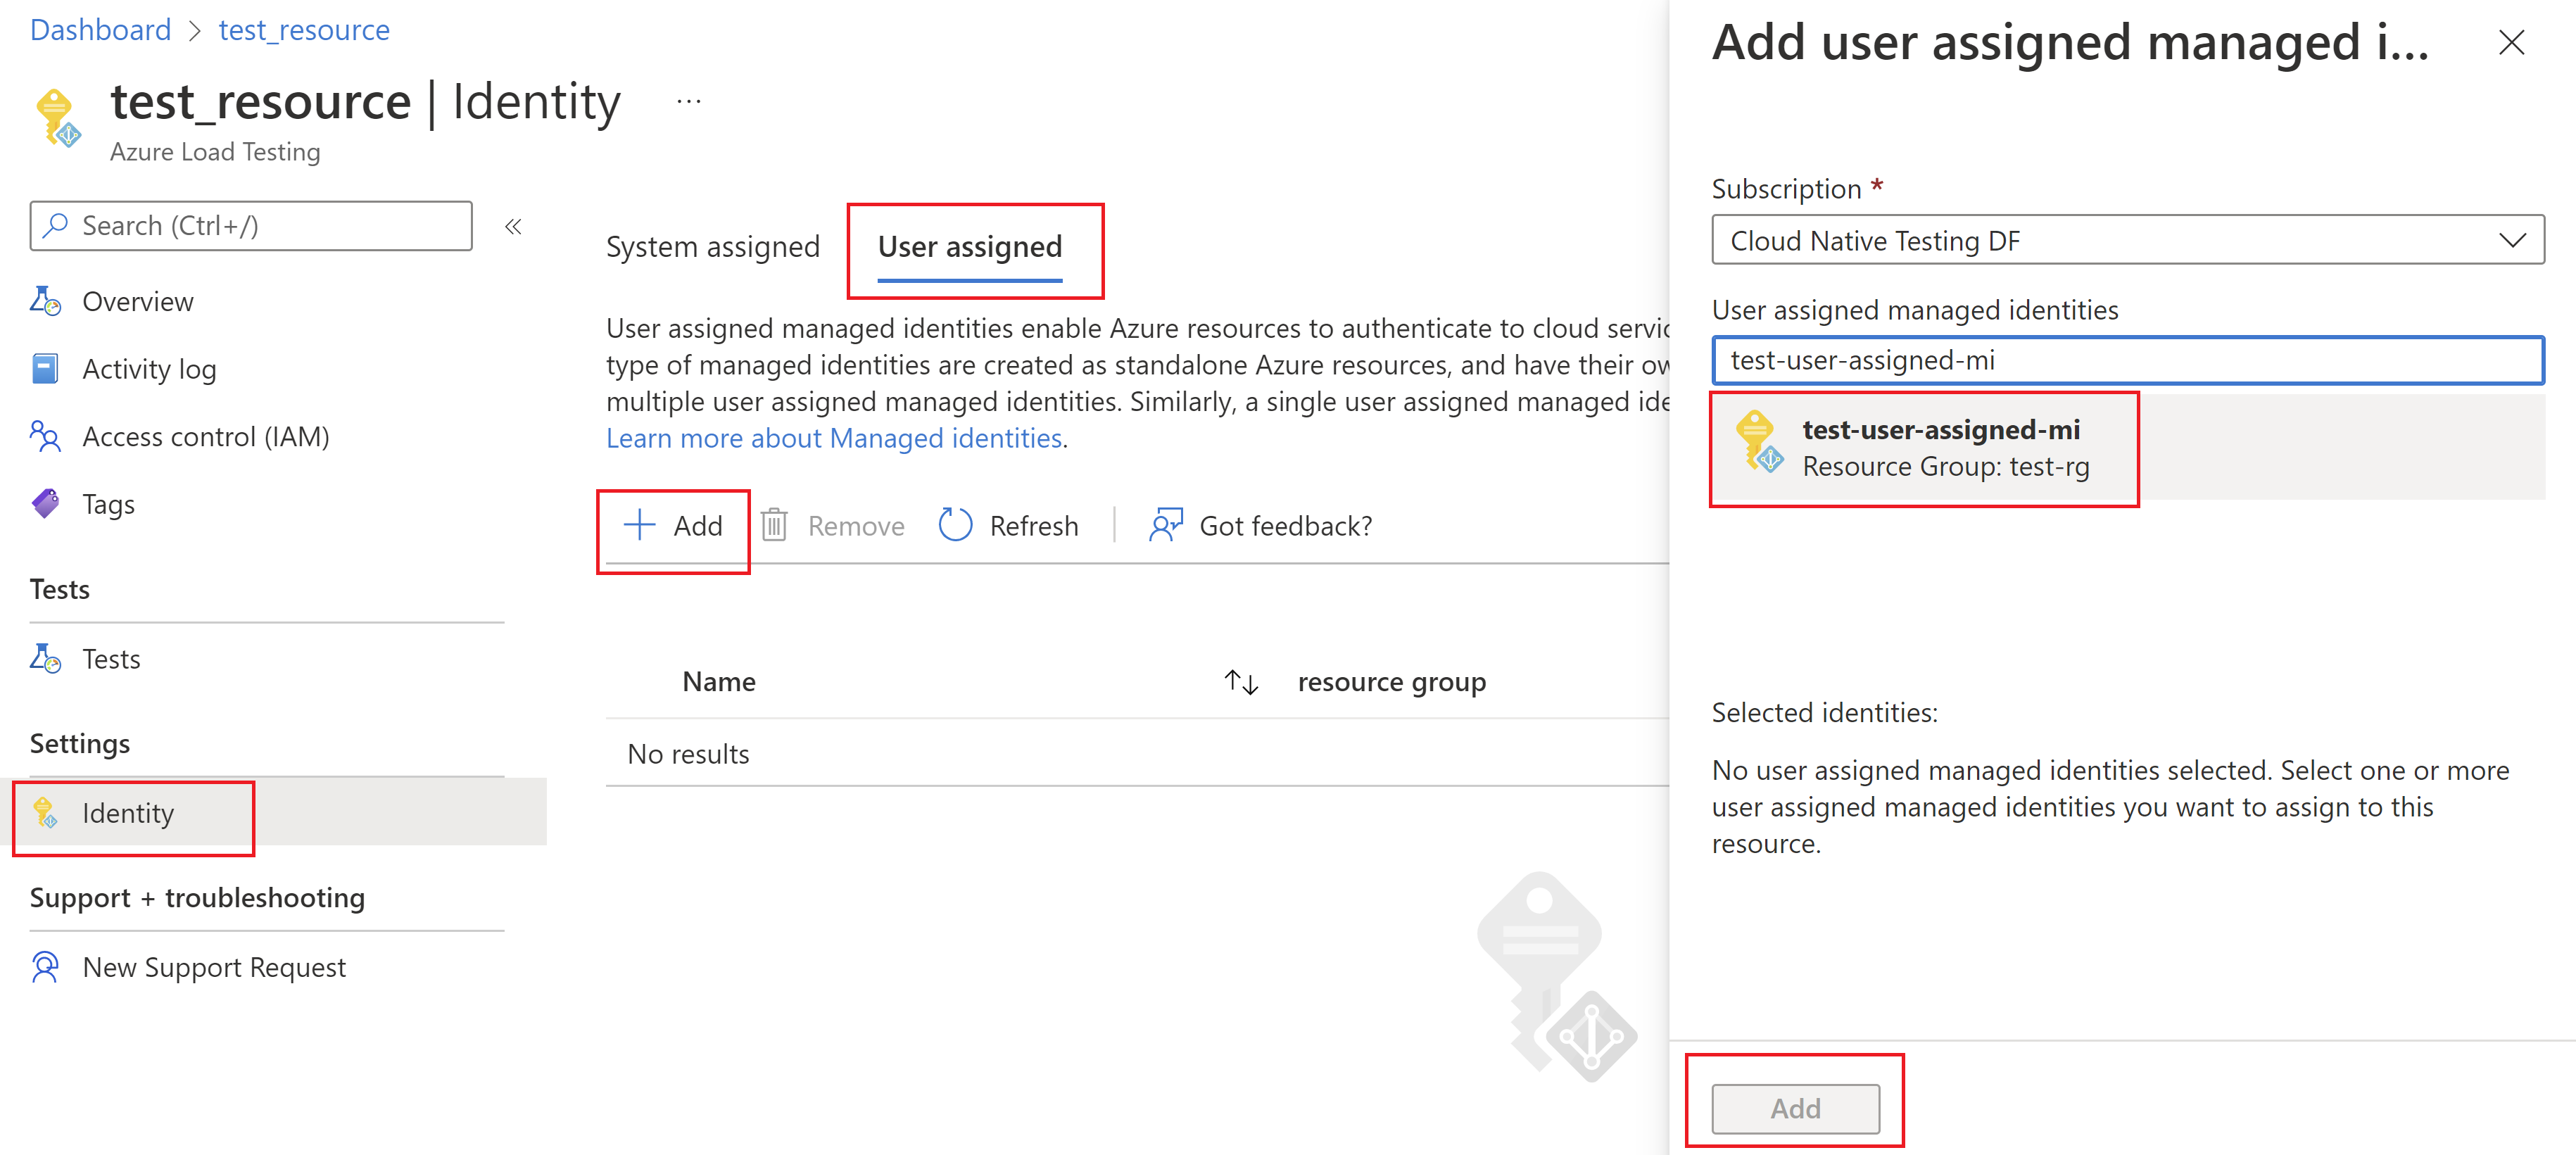 Dashboard > test_resource
test_resource | Identity ...
Azure Load Testing
Search (Ctrl+/)
«
Overview
Activity log
Access control (IAM)
Tags
Tests
Tests
Settings
Identity
Support + troubleshooting
New Support Request
System assigned
User assigned
User assigned managed identities enable Azure resources to authenticate to cloud
type of managed identities are created as standalone Azure resources, and have their
multiple user assigned managed identities. Similarly, a single user assigned managed
Learn more about Managed identities.
Add
Remove
Refresh
Got feedback?
Name
resource group
No results
Add user assigned managed i...
Subscription *
Cloud Native Testing DF
User assigned managed identities
test-user-assigned-mi
test-user-assigned-mi
Resource Group: test-rg
Selected identities:
No user assigned managed identities selected. Select one or more
user assigned managed identities you want to assign to this
resource.
Add